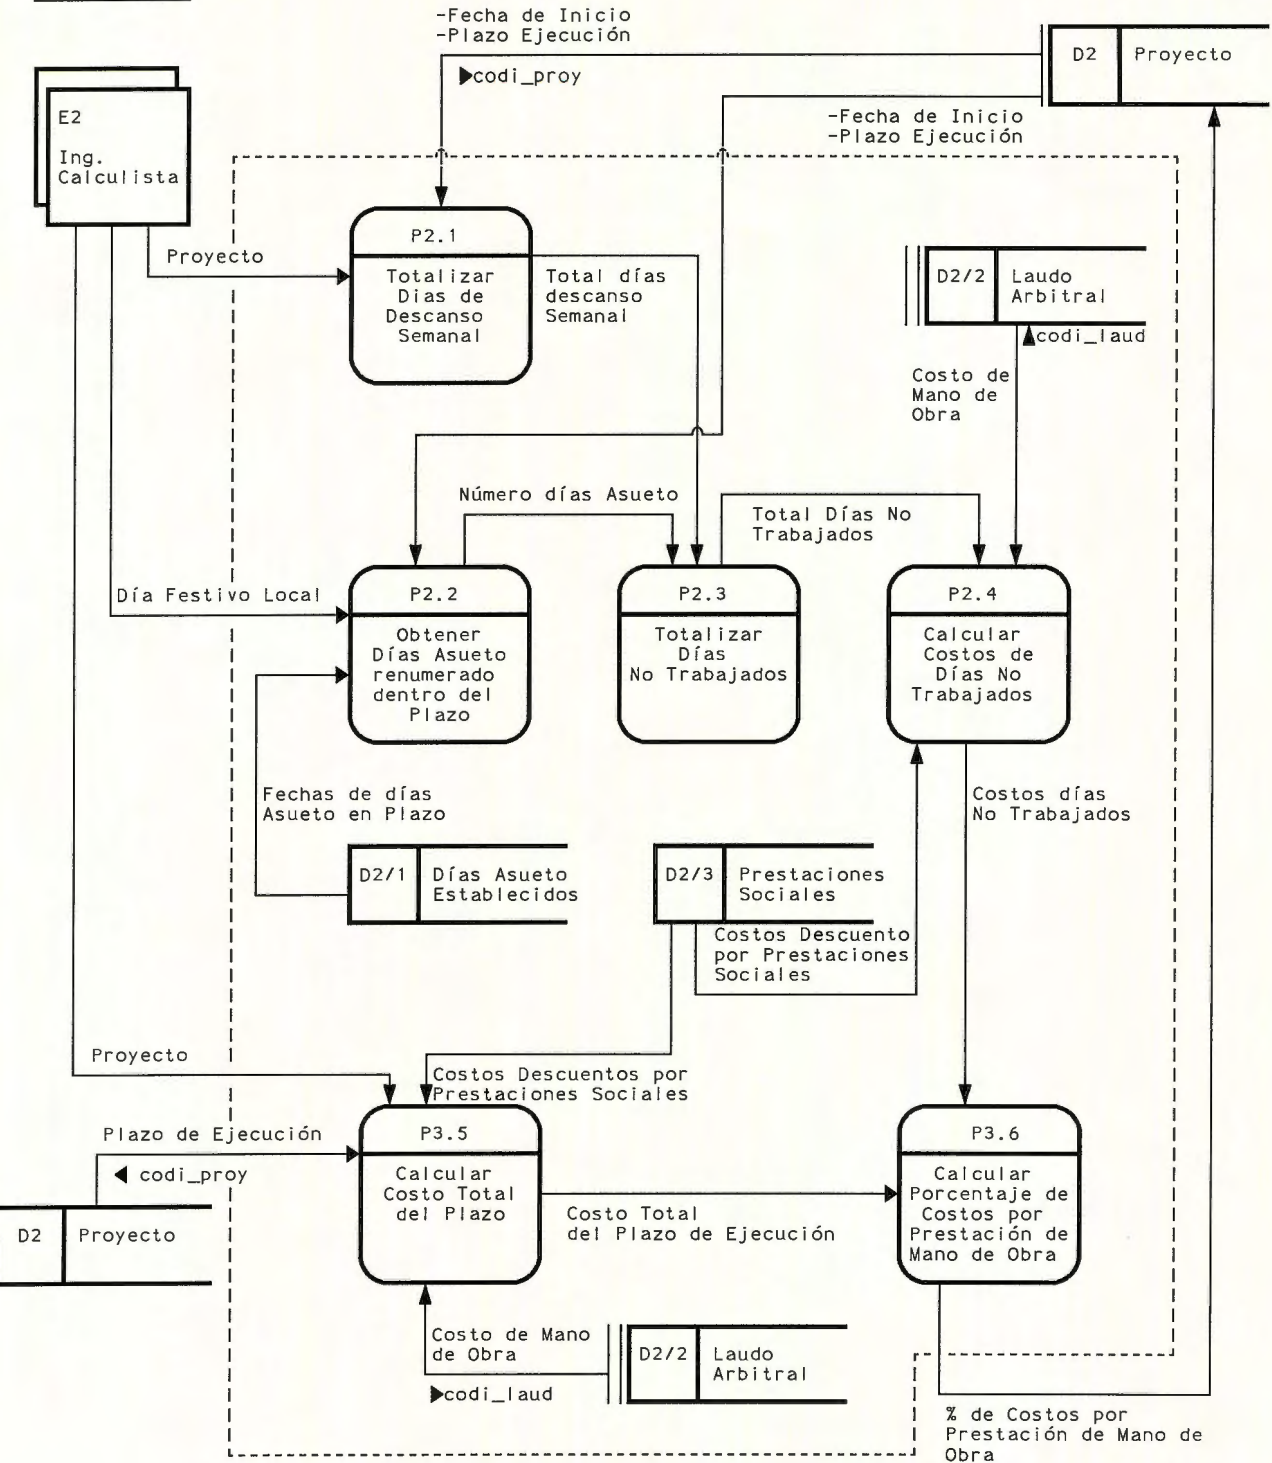 -Fecha de Inicio
-Plazo Ejecución
▶codi_proy
D2
Proyecto
-Fecha de Inicio
-Plazo Ejecución
E2
Ing.
Calculista
Proyecto
P2.1
Totalizar
Dias de
Descanso
Semanal
Total días
descanso
Semanal
D2/2
Laudo
Arbitral
codi_laud
Costo de
Mano de
Obra
Número días Asueto
Total Días No
Trabajados
Día Festivo Local
P2.2
Obtener
Días Asueto
renumerado
dentro del
Plazo
P2.3
Totalizar
Días
No Trabajados
P2.4
Calcular
Costos de
Días No
Trabajados
Fechas de días
Asueto en Plazo
Costos días
No Trabajados
D2/1
Días Asueto
Establecidos
D2/3
Prestaciones
Sociales
Costos Descuento
por Prestaciones
Sociales
Proyecto
Costos Descuentos por
Prestaciones Sociales
Plazo de Ejecución
codi_proy
D2
Proyecto
P3.5
Calcular
Costo Total
del Plazo
Costo Total
del Plazo de Ejecución
P3.6
Calcular
Porcentaje de
Costos por
Prestación de
Mano de Obra
Costo de Mano
de Obra
▶codi_laud
D2/2
Laudo
Arbitral
% de Costos por
Prestación de Mano de
Obra